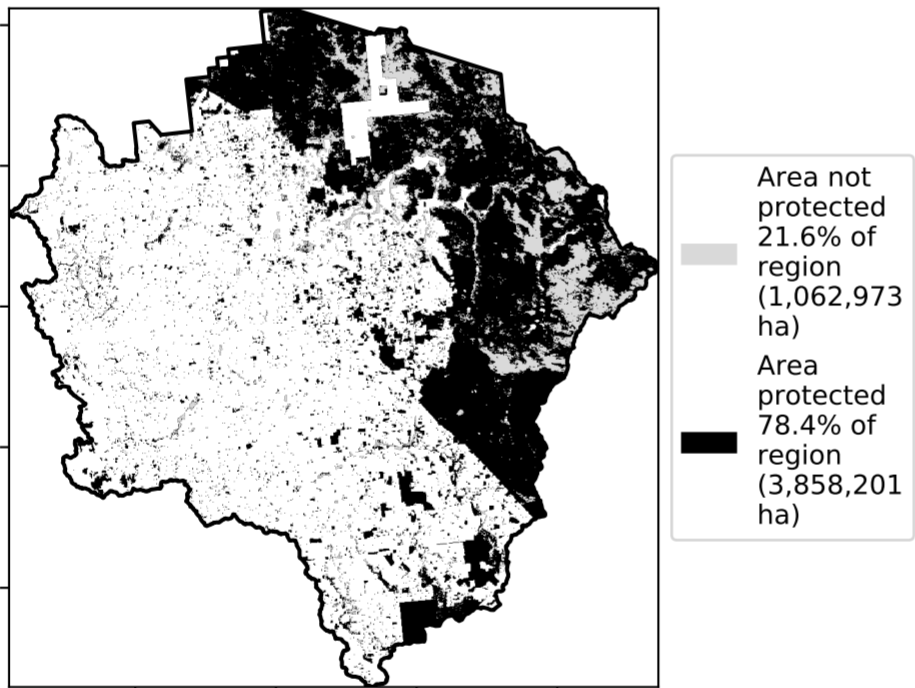 Area not
protected
21.6% of
region
(1,062,973
ha)
Area
protected
78.4% of
region
(3,858,201
ha)